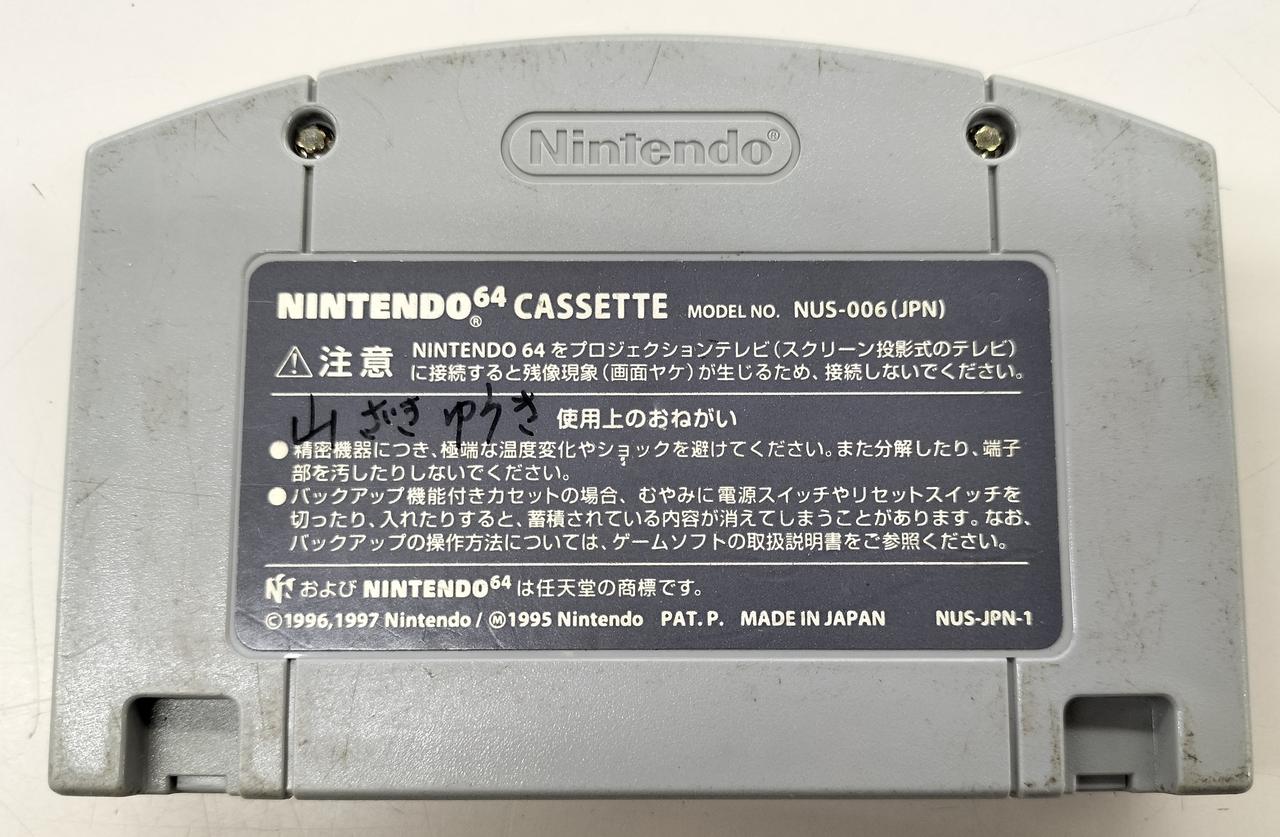 Nintendo®
NINTENDO®64 CASSETTE MODEL NO. NUS-006(JPN)
⚠注意 NINTENDO 64をプロジェクションテレビ(スクリーン投影式のテレビ)
に接続すると残像現象(画面ヤケ)が生じるため、接続しないでください。
山ざき ゆうき 使用上のおねがい
●精密機器につき、極端な温度変化やショックを避けてください。また分解したり、端子
部を汚したりしないでください。
●バックアップ機能付きカセットの場合、むやみに電源スイッチやリセットスイッチを
切ったり、入れたりすると、蓄積されている内容が消えてしまうことがあります。なお、
バックアップの操作方法については、ゲームソフトの取扱説明書をご参照ください。
および NINTENDO64 は任天堂の商標です。
©1996,1997 Nintendo / Ⓜ1995 Nintendo PAT. P. MADE IN JAPAN NUS-JPN-1